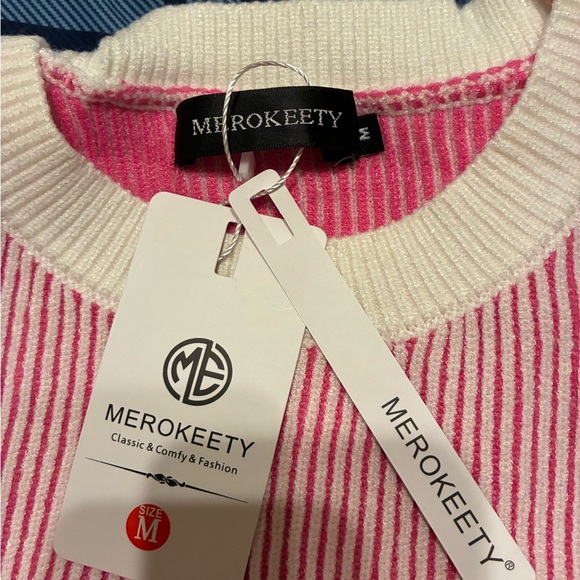 MEROKEETY
M
ME
MEROKEETY
Classic & Comfy & Fashion
SIZE
M
MEROKEETY®